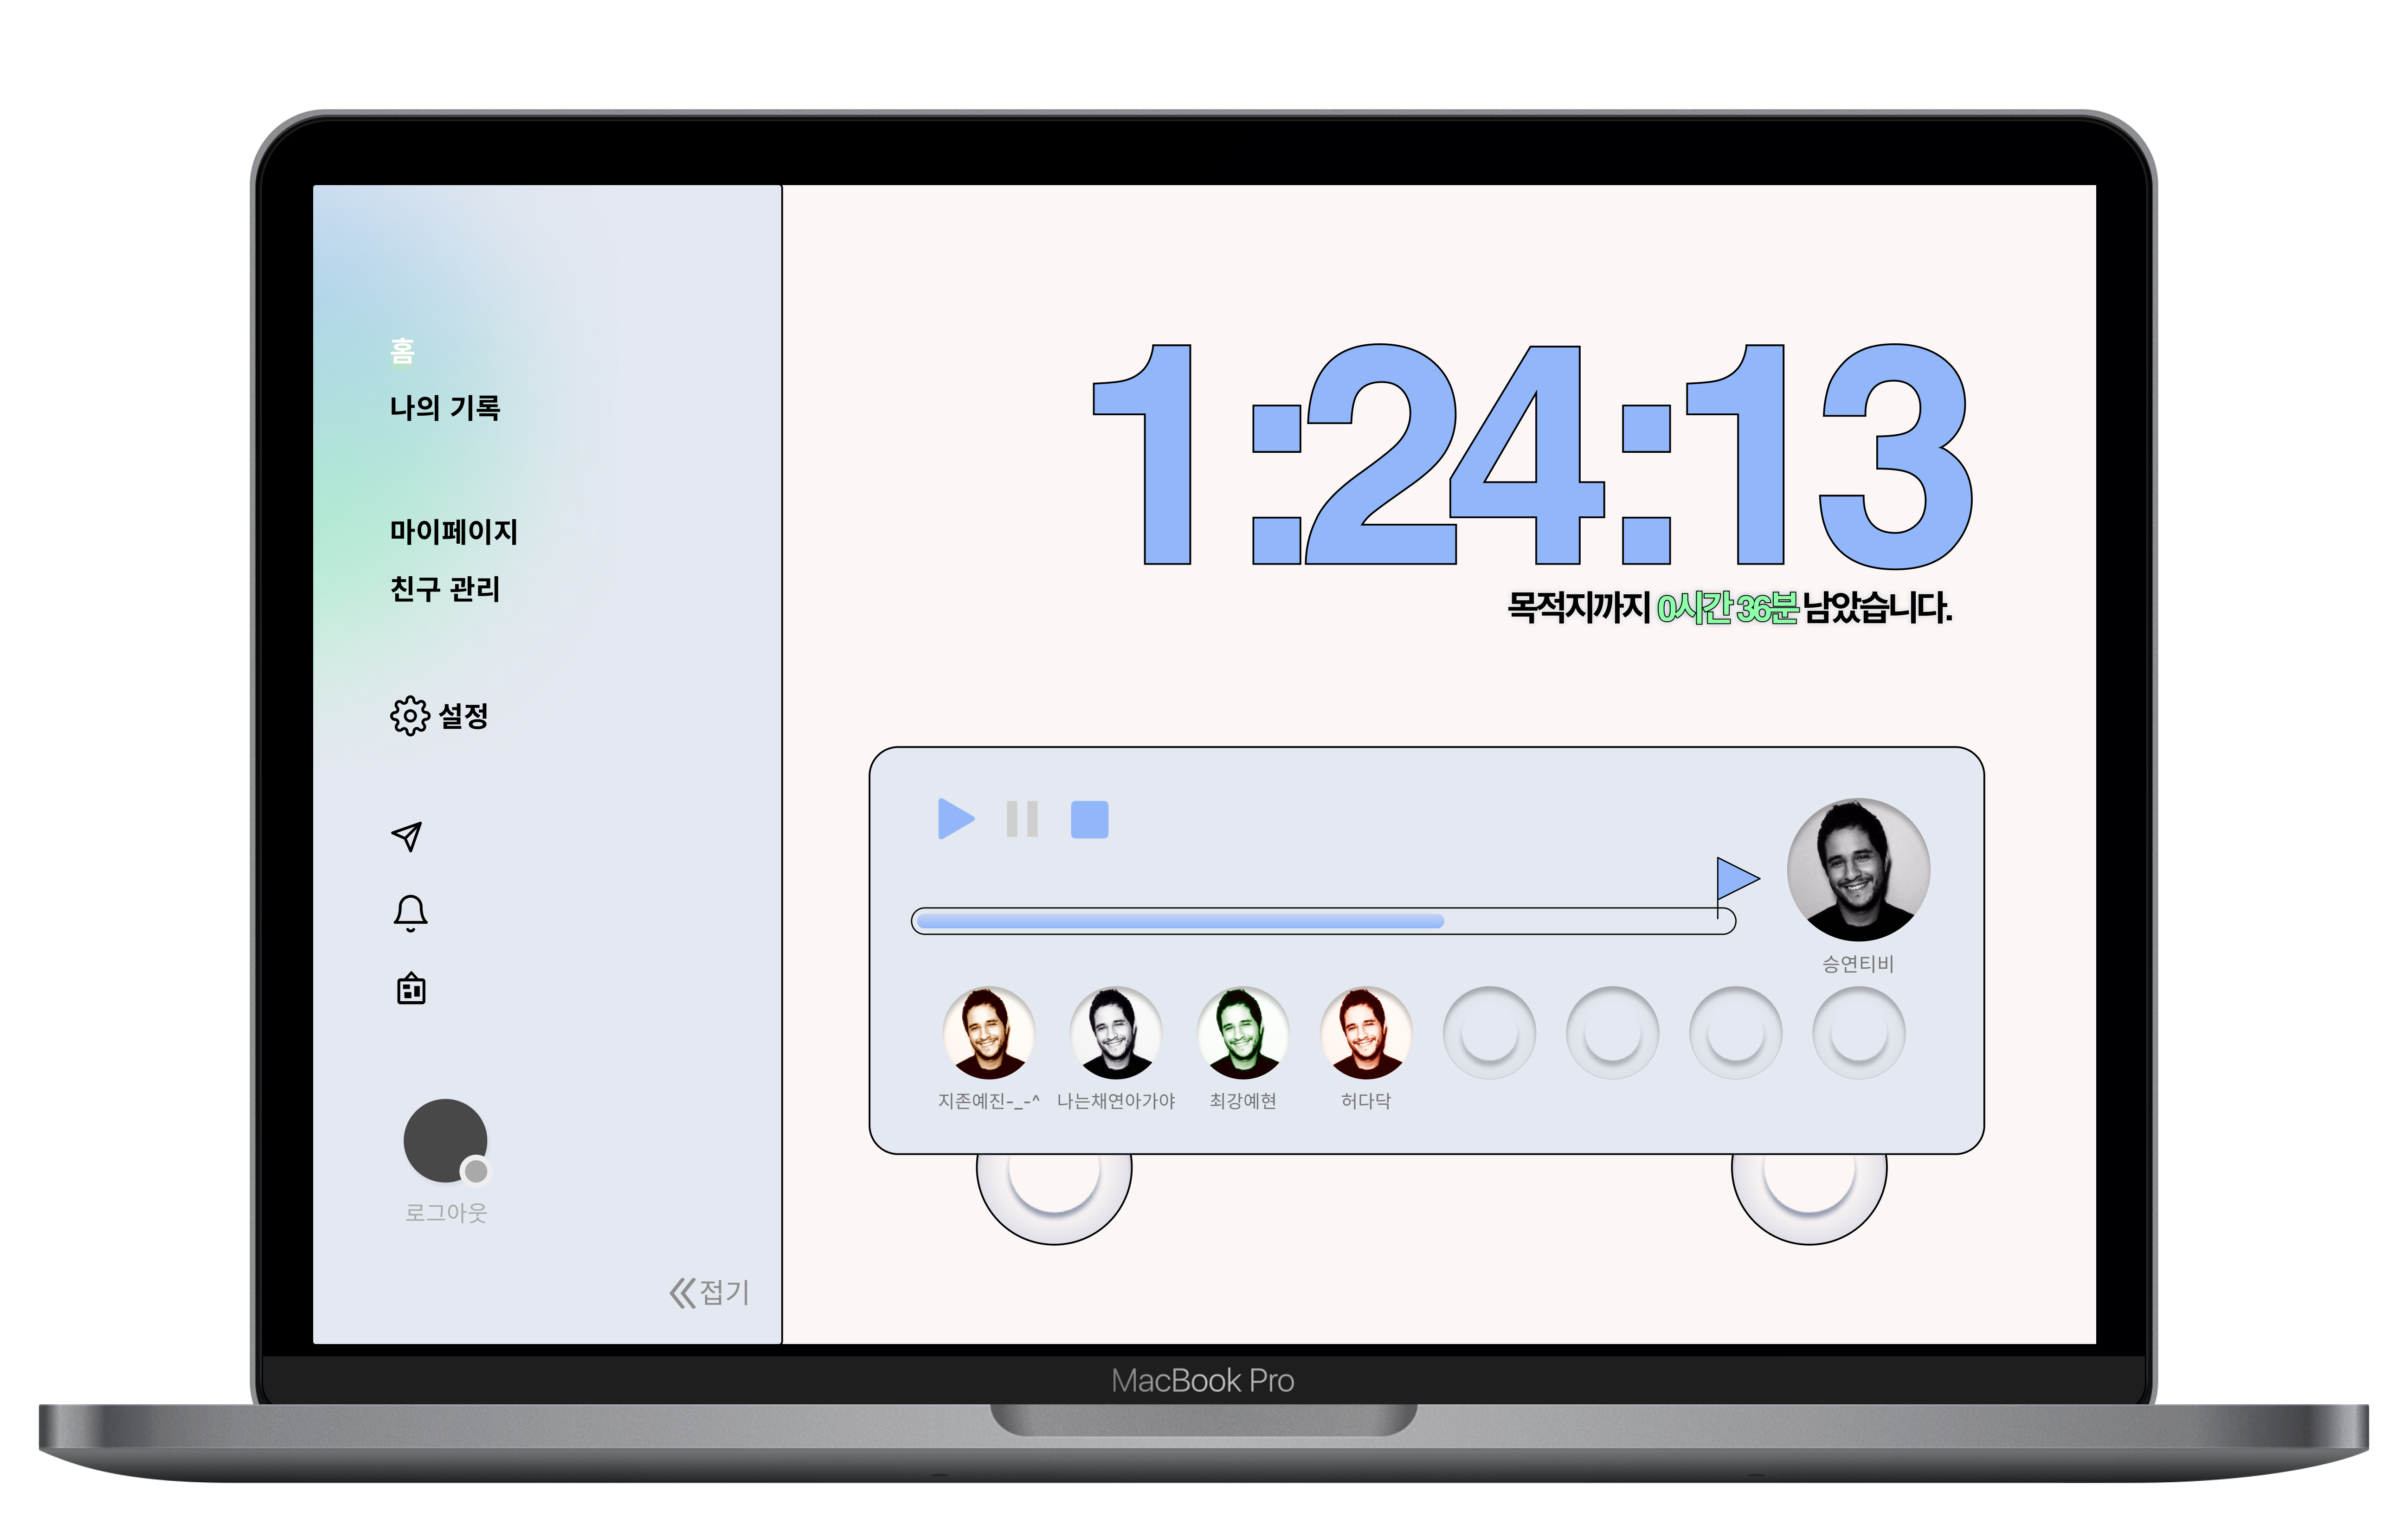 홈
나의 기록
마이페이지
친구 관리
설정
로그아웃
접기
1:24:13
목적지까지 0시간 36분 남았습니다.
승연티비
지존예진-_-^ 나는채연아가야 최강예현 허다닥
MacBook Pro